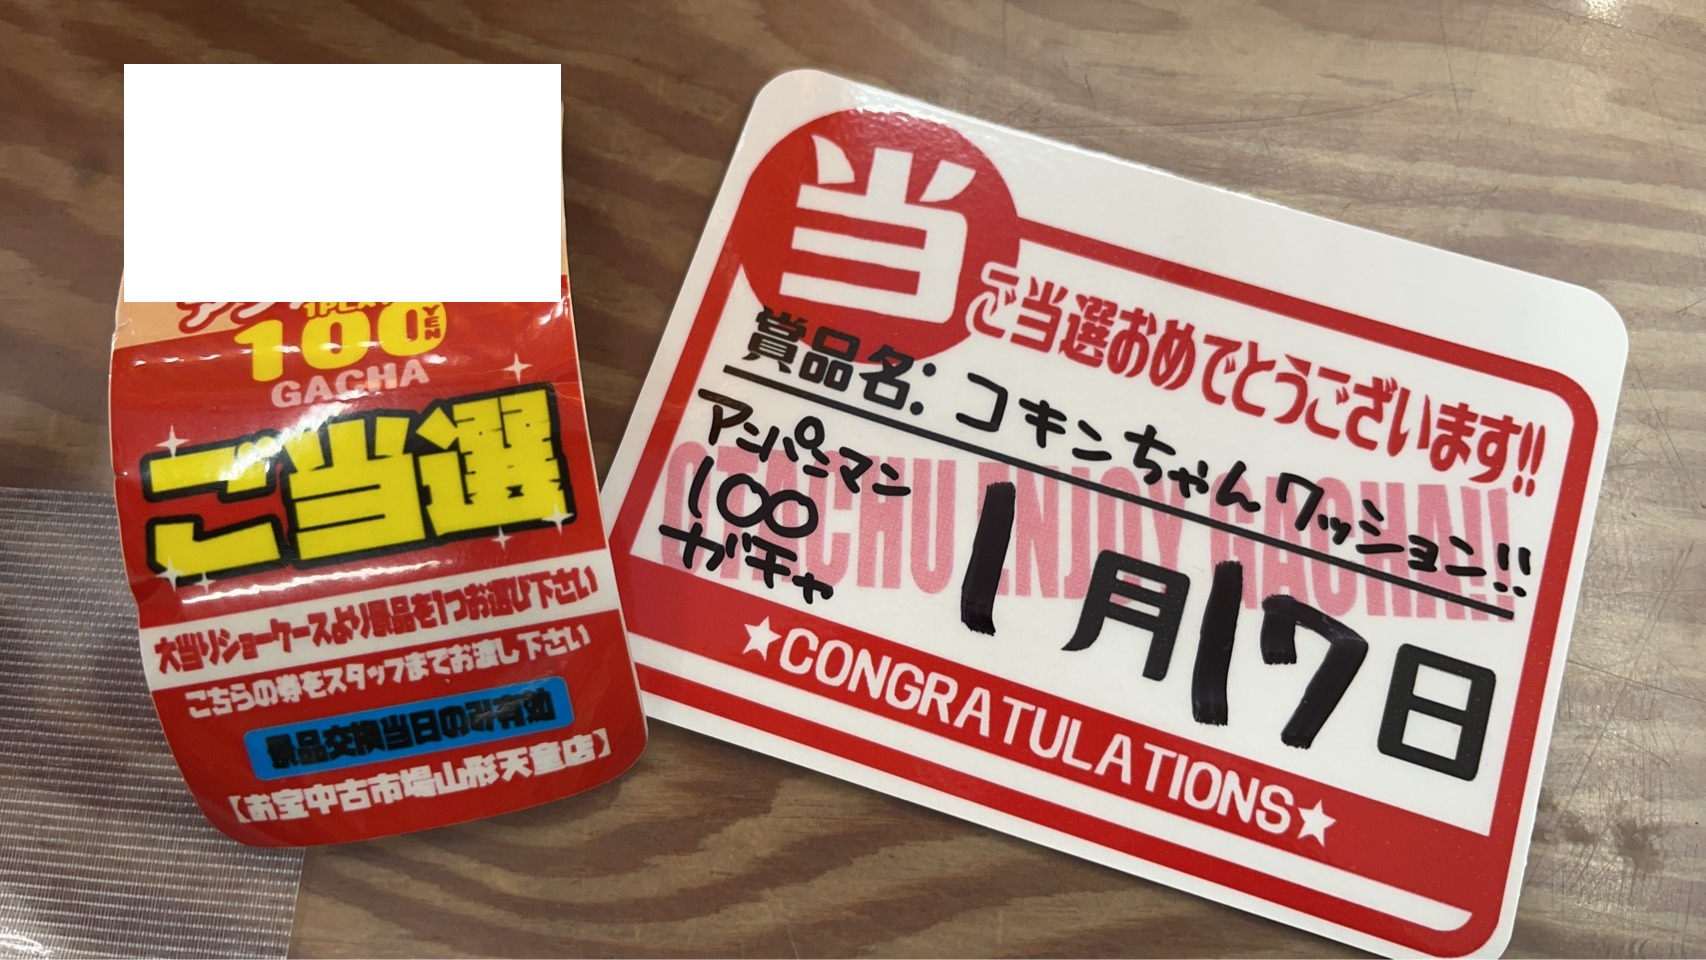 1PLAY
100YEN
GACHA
ご当選
大当りショーケースより景品を1つお選び下さい
こちらの券をスタッフまでお渡し下さい
景品交換当日のみ有効
【お宝中古市場山形天童店】
当
ご当選おめでとうございます!!
賞品名:コキンちゃんクッション!!
アンパンマン
100
ガチャ
OTACHU ENJOY GACHA!!
1月17日
★CONGRATULATIONS★